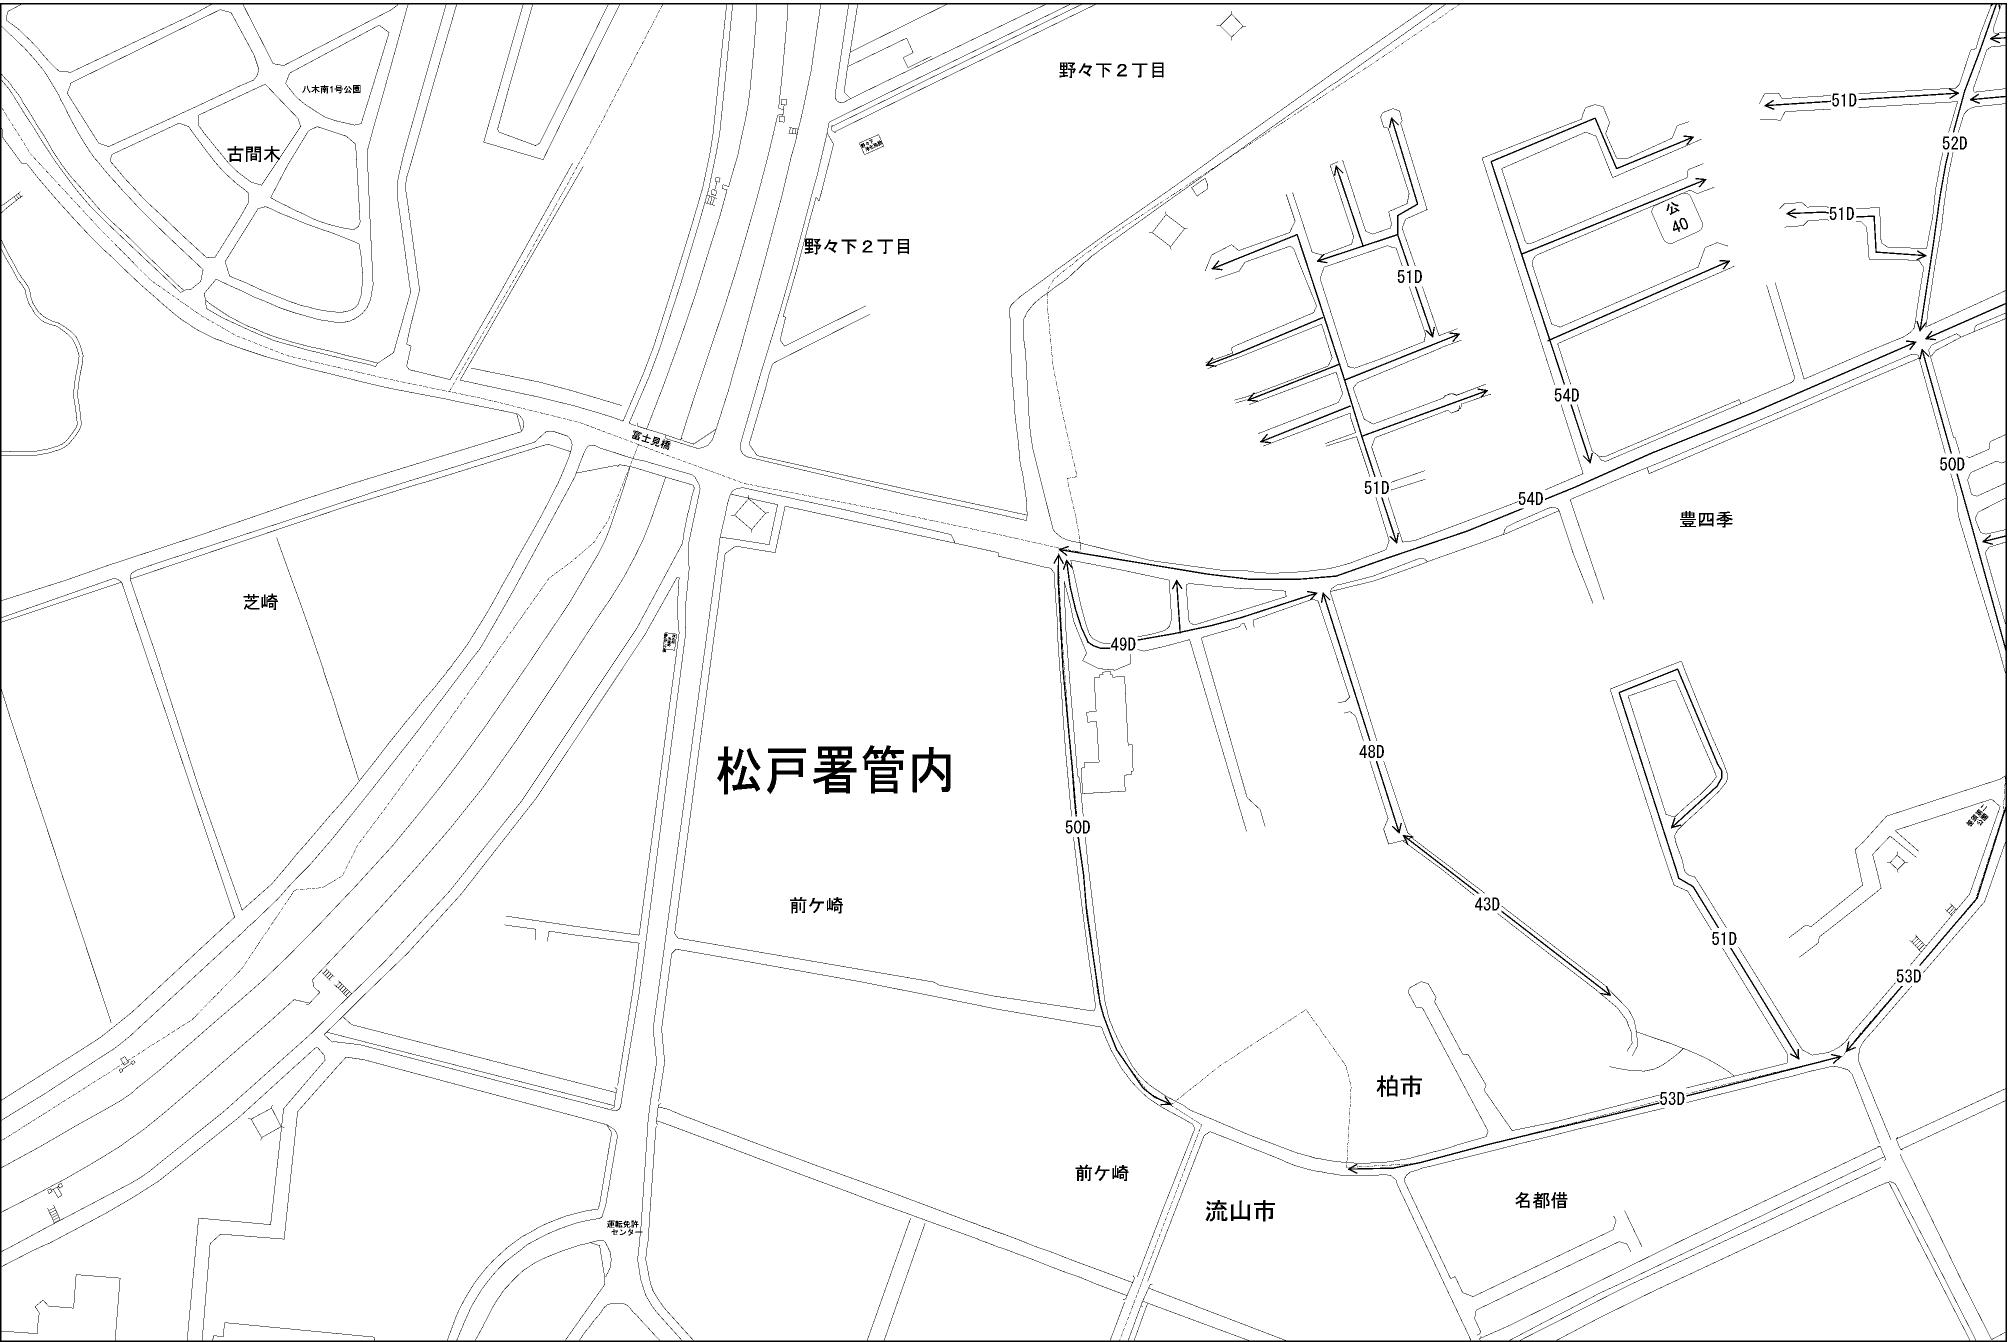 野々下２丁目
八木南1号公園
51D
52D
古間木
51D
公
40
野々下２丁目
51D
54D
富士見橋
50D
51D
54D
豊四季
芝崎
49D
松戸署管内
48D
50D
前ケ崎
43D
51D
53D
柏市
53D
前ケ崎
名都借
流山市
運転免許
センター